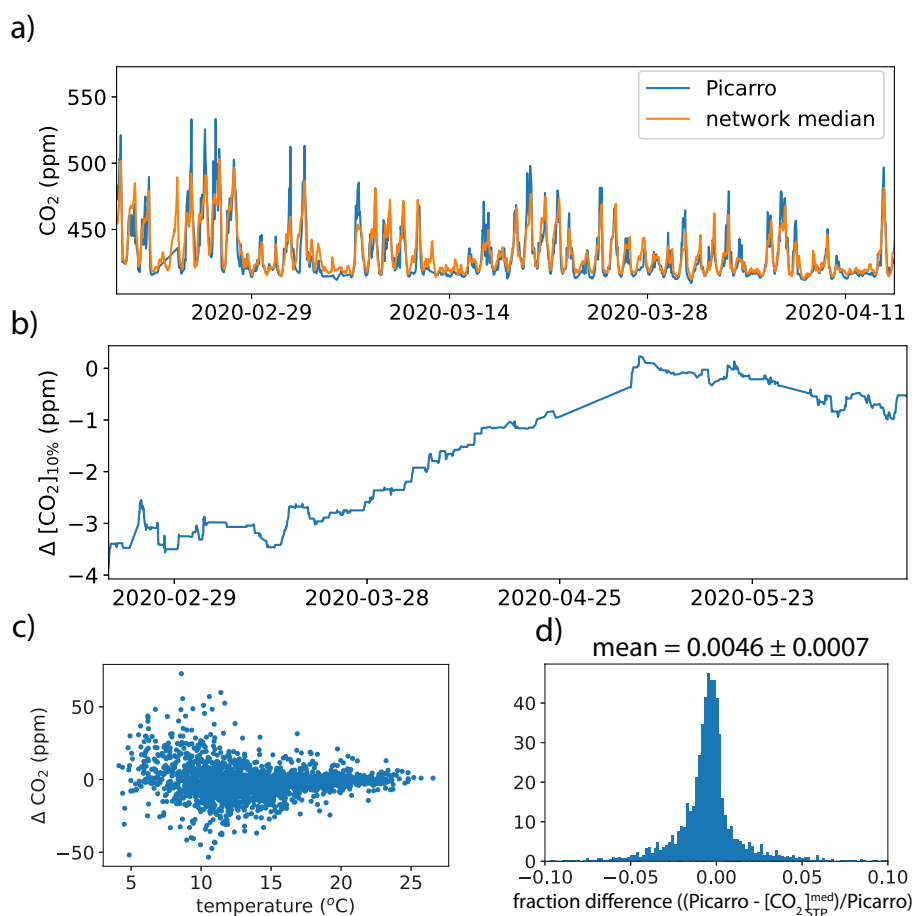 a)
CO₂ (ppm)
550
500
450
Picarro
network median
2020-02-29
2020-03-14
2020-03-28
2020-04-11
b)
Δ [CO₂]₁₀% (ppm)
0
−1
−2
−3
−4
2020-02-29
2020-03-28
2020-04-25
2020-05-23
c)
Δ CO₂ (ppm)
50
0
−50
5
10
15
20
25
temperature (°C)
d)
mean = 0.0046 ± 0.0007
40
30
20
10
0
−0.10
−0.05
0.00
0.05
0.10
fraction difference ((Picarro - [CO₂]^med_STP)/Picarro)